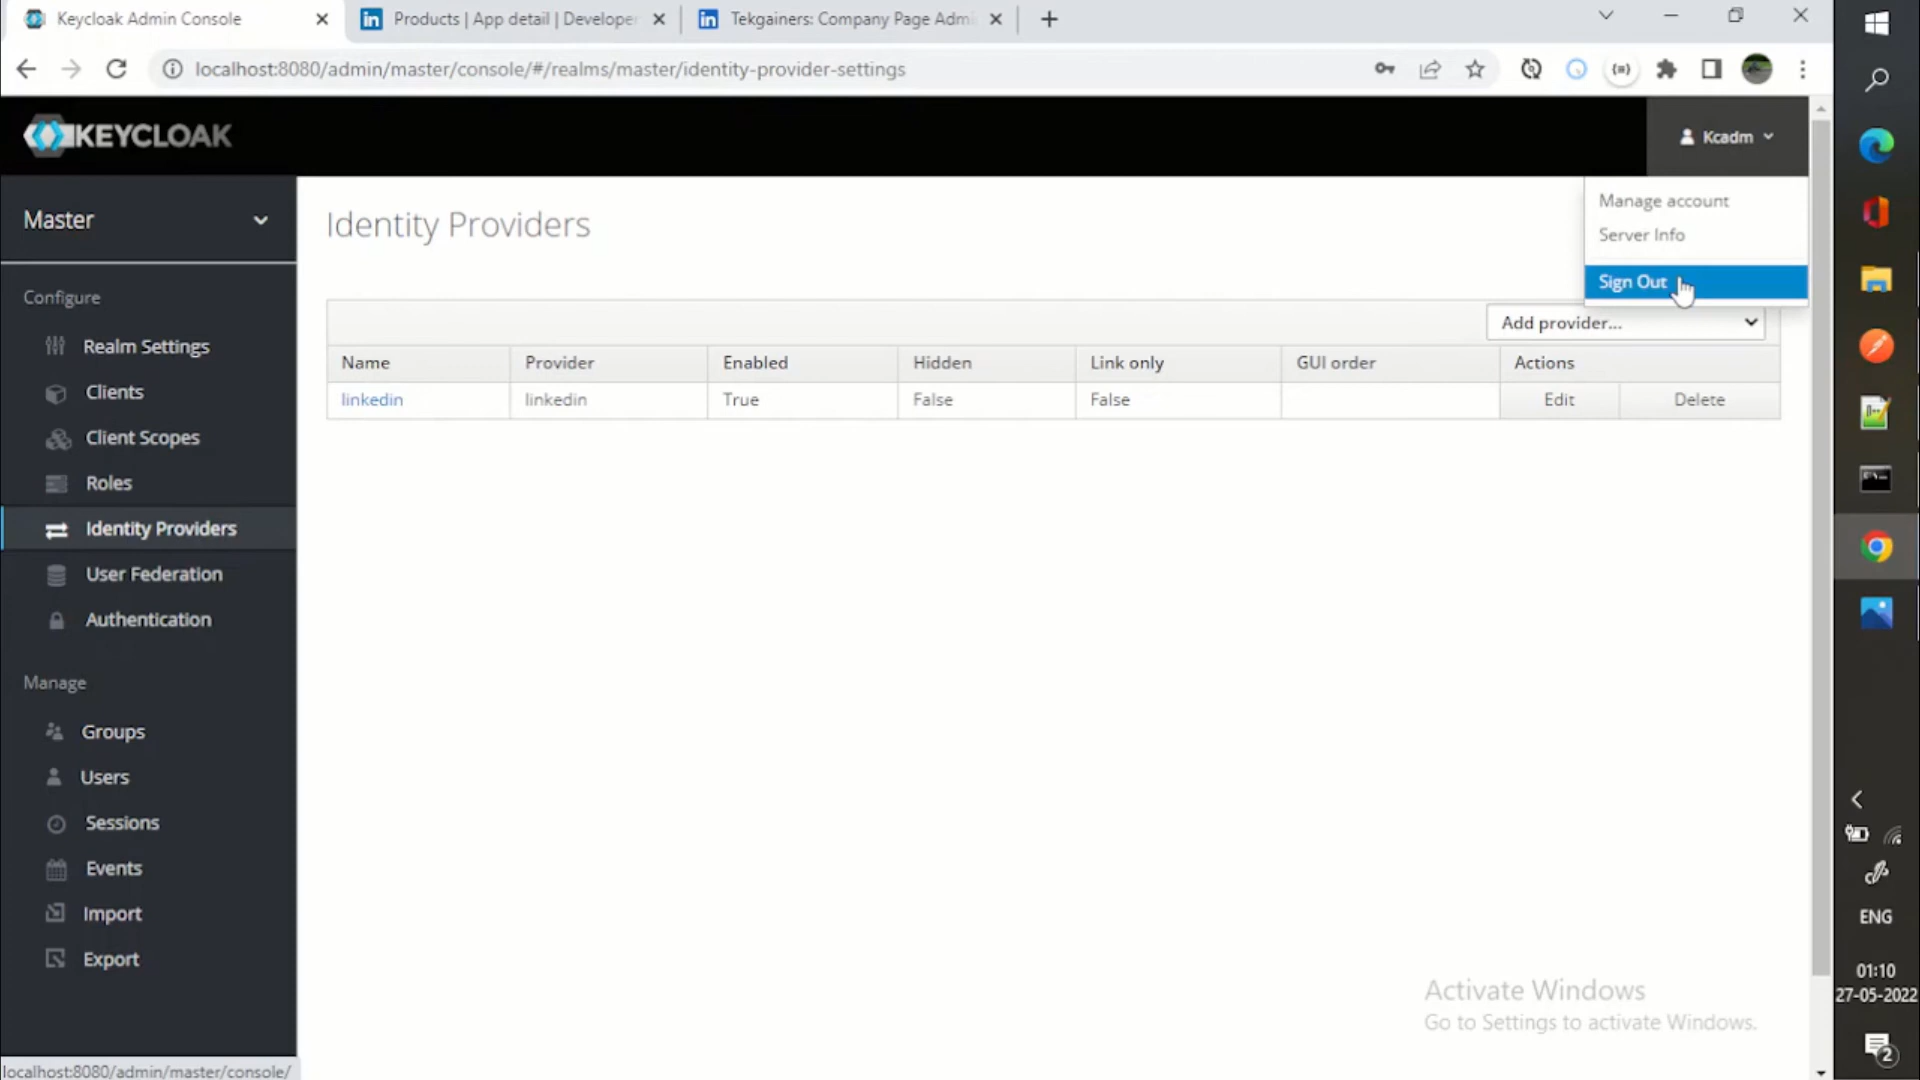 Keycloak Admin Console
Products | App detail | Developer
Tekgainers: Company Page Admi
localhost:8080/admin/master/console/#/realms/master/identity-provider-settings
KEYCLOAK
Kcadm
Manage account
Server Info
Sign Out
Master
Identity Providers
Add provider...
Configure
Realm Settings
Clients
Client Scopes
Roles
Identity Providers
User Federation
Authentication
Manage
Groups
Users
Sessions
Events
Import
Export
Name Provider Enabled Hidden Link only GUI order Actions
linkedin linkedin True False False Edit Delete
Activate Windows
Go to Settings to activate Windows.
localhost:8080/admin/master/console/
ENG
01:10
27-05-2022
2